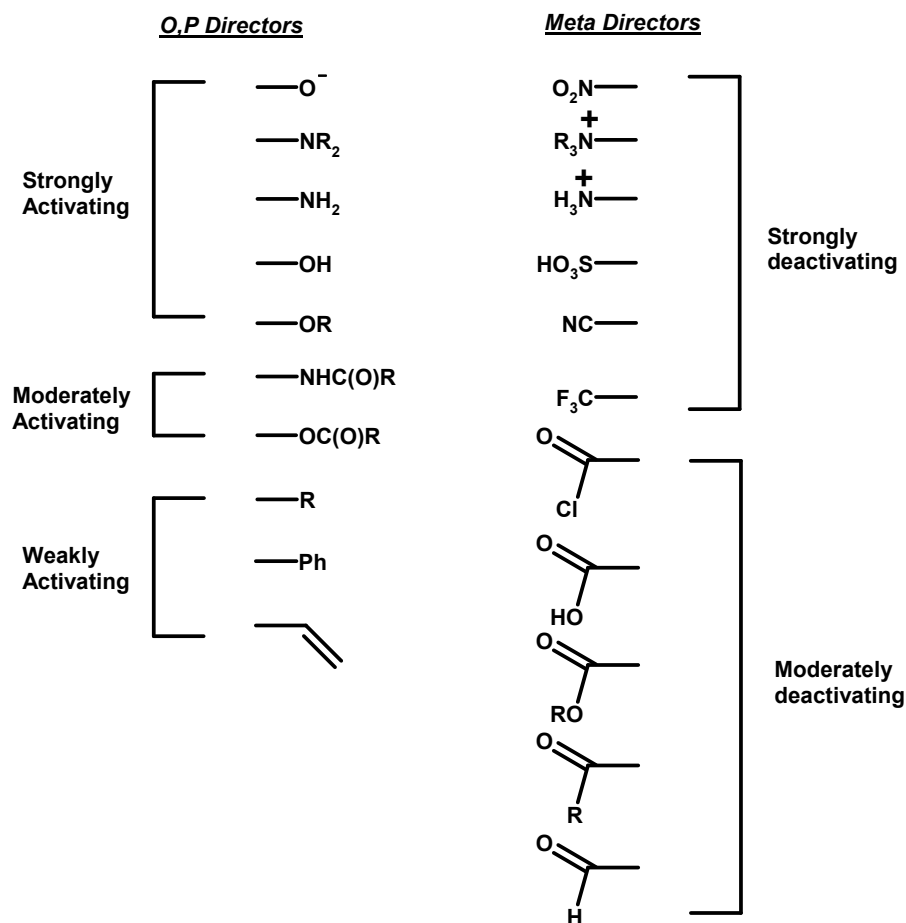 O,P Directors
Strongly
Activating
O⁻
NR₂
NH₂
OH
OR
Moderately
Activating
NHC(O)R
OC(O)R
Weakly
Activating
R
Ph
Meta Directors
O₂N
+
R₃N
+
H₃N
HO₃S
NC
F₃C
Strongly
deactivating
O
Cl
O
HO
O
RO
O
R
O
H
Moderately
deactivating